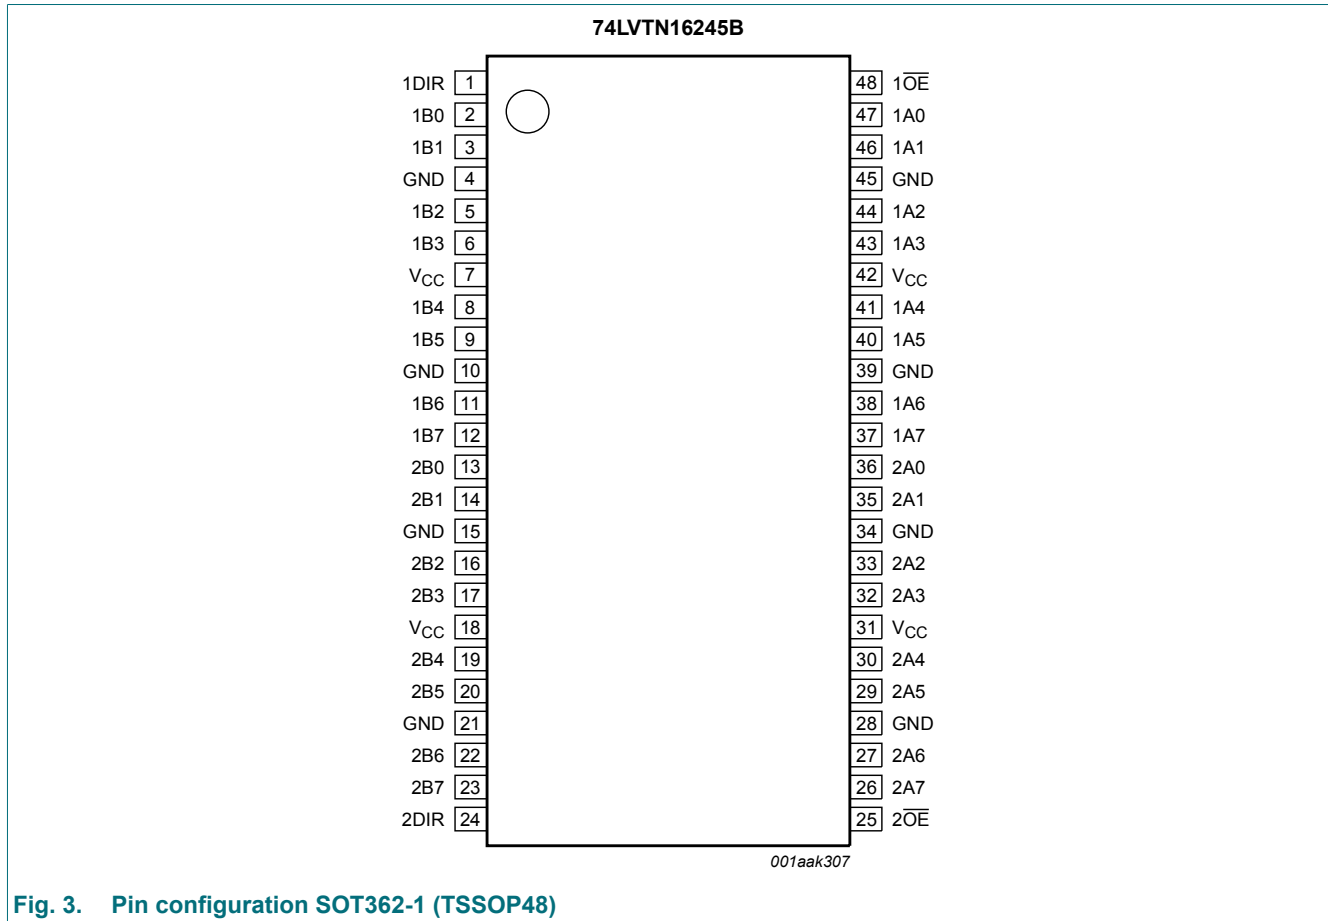 74LVTN16245B
1DIR 1 48 1O̅E̅
1B0 2 47 1A0
1B1 3 46 1A1
GND 4 45 GND
1B2 5 44 1A2
1B3 6 43 1A3
VCC 7 42 VCC
1B4 8 41 1A4
1B5 9 40 1A5
GND 10 39 GND
1B6 11 38 1A6
1B7 12 37 1A7
2B0 13 36 2A0
2B1 14 35 2A1
GND 15 34 GND
2B2 16 33 2A2
2B3 17 32 2A3
VCC 18 31 VCC
2B4 19 30 2A4
2B5 20 29 2A5
GND 21 28 GND
2B6 22 27 2A6
2B7 23 26 2A7
2DIR 24 25 2O̅E̅
001aak307
Fig. 3. Pin configuration SOT362-1 (TSSOP48)